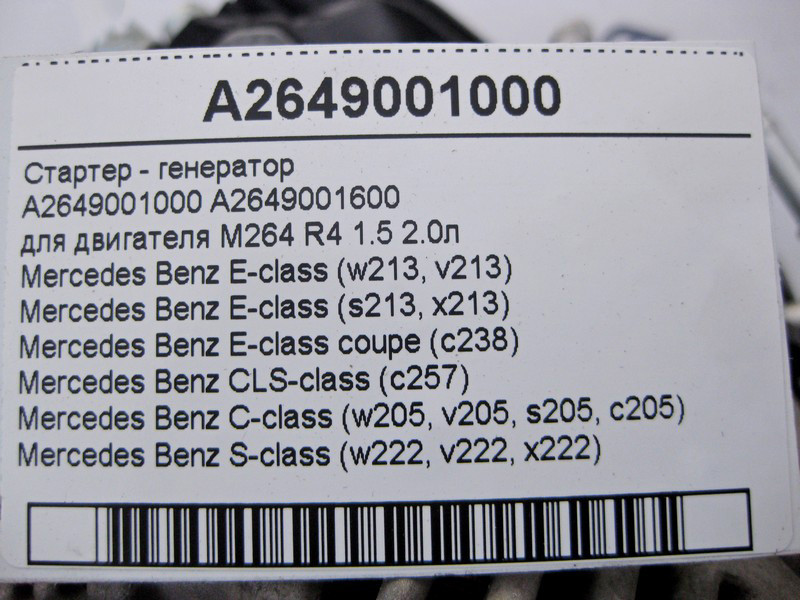 A2649001000
Стартер - генератор
A2649001000 A2649001600
для двигателя M264 R4 1.5 2.0л
Mercedes Benz E-class (w213, v213)
Mercedes Benz E-class (s213, x213)
Mercedes Benz E-class coupe (c238)
Mercedes Benz CLS-class (c257)
Mercedes Benz C-class (w205, v205, s205, c205)
Mercedes Benz S-class (w222, v222, x222)